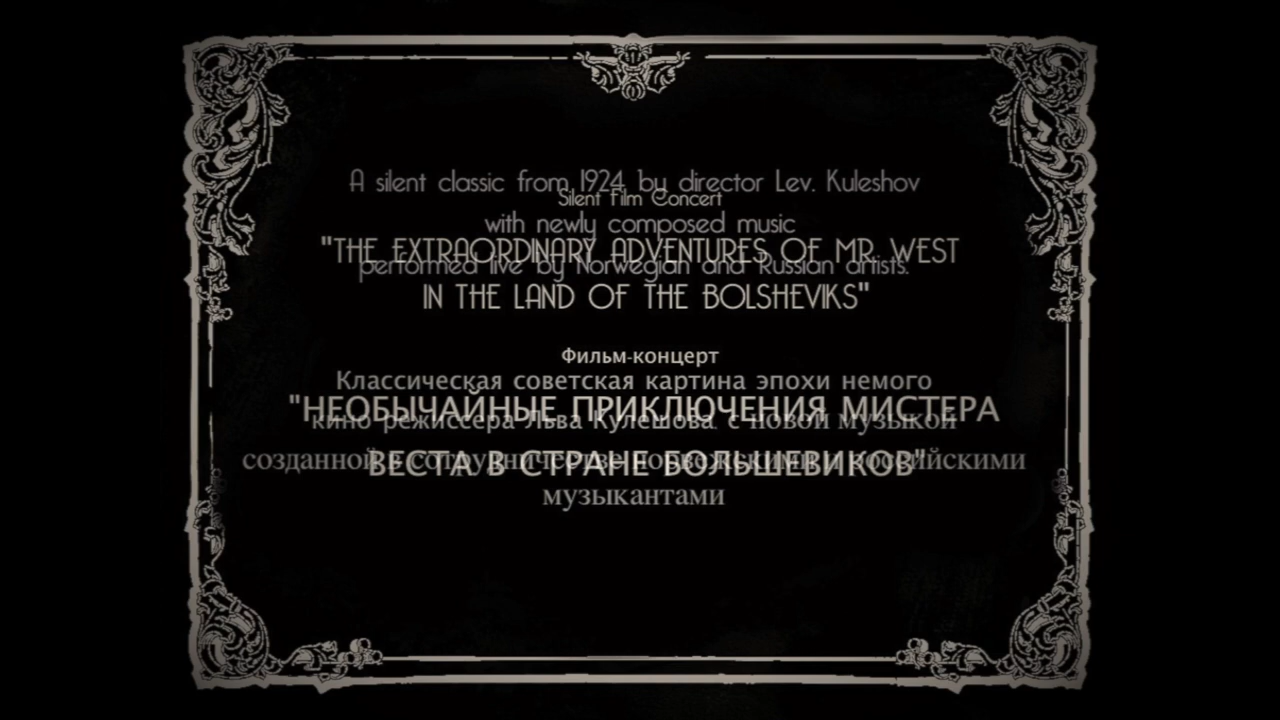 A silent classic from 1924 by director Lev. Kuleshov
Silent Film Concert
with newly composed music
"THE EXTRAORDINARY ADVENTURES OF MR. WEST
performed live by Norwegian and Russian artists.
IN THE LAND OF THE BOLSHEVIKS"
Фильм-концерт
Классическая советская картина эпохи немого
"НЕОБЫЧАЙНЫЕ ПРИКЛЮЧЕНИЯ МИСТЕРА
кино режиссера Льва Кулешова с новой музыкой
созданной в сотрудничестве норвежскими и российскими
ВЕСТА В СТРАНЕ БОЛЬШЕВИКОВ"
музыкантами